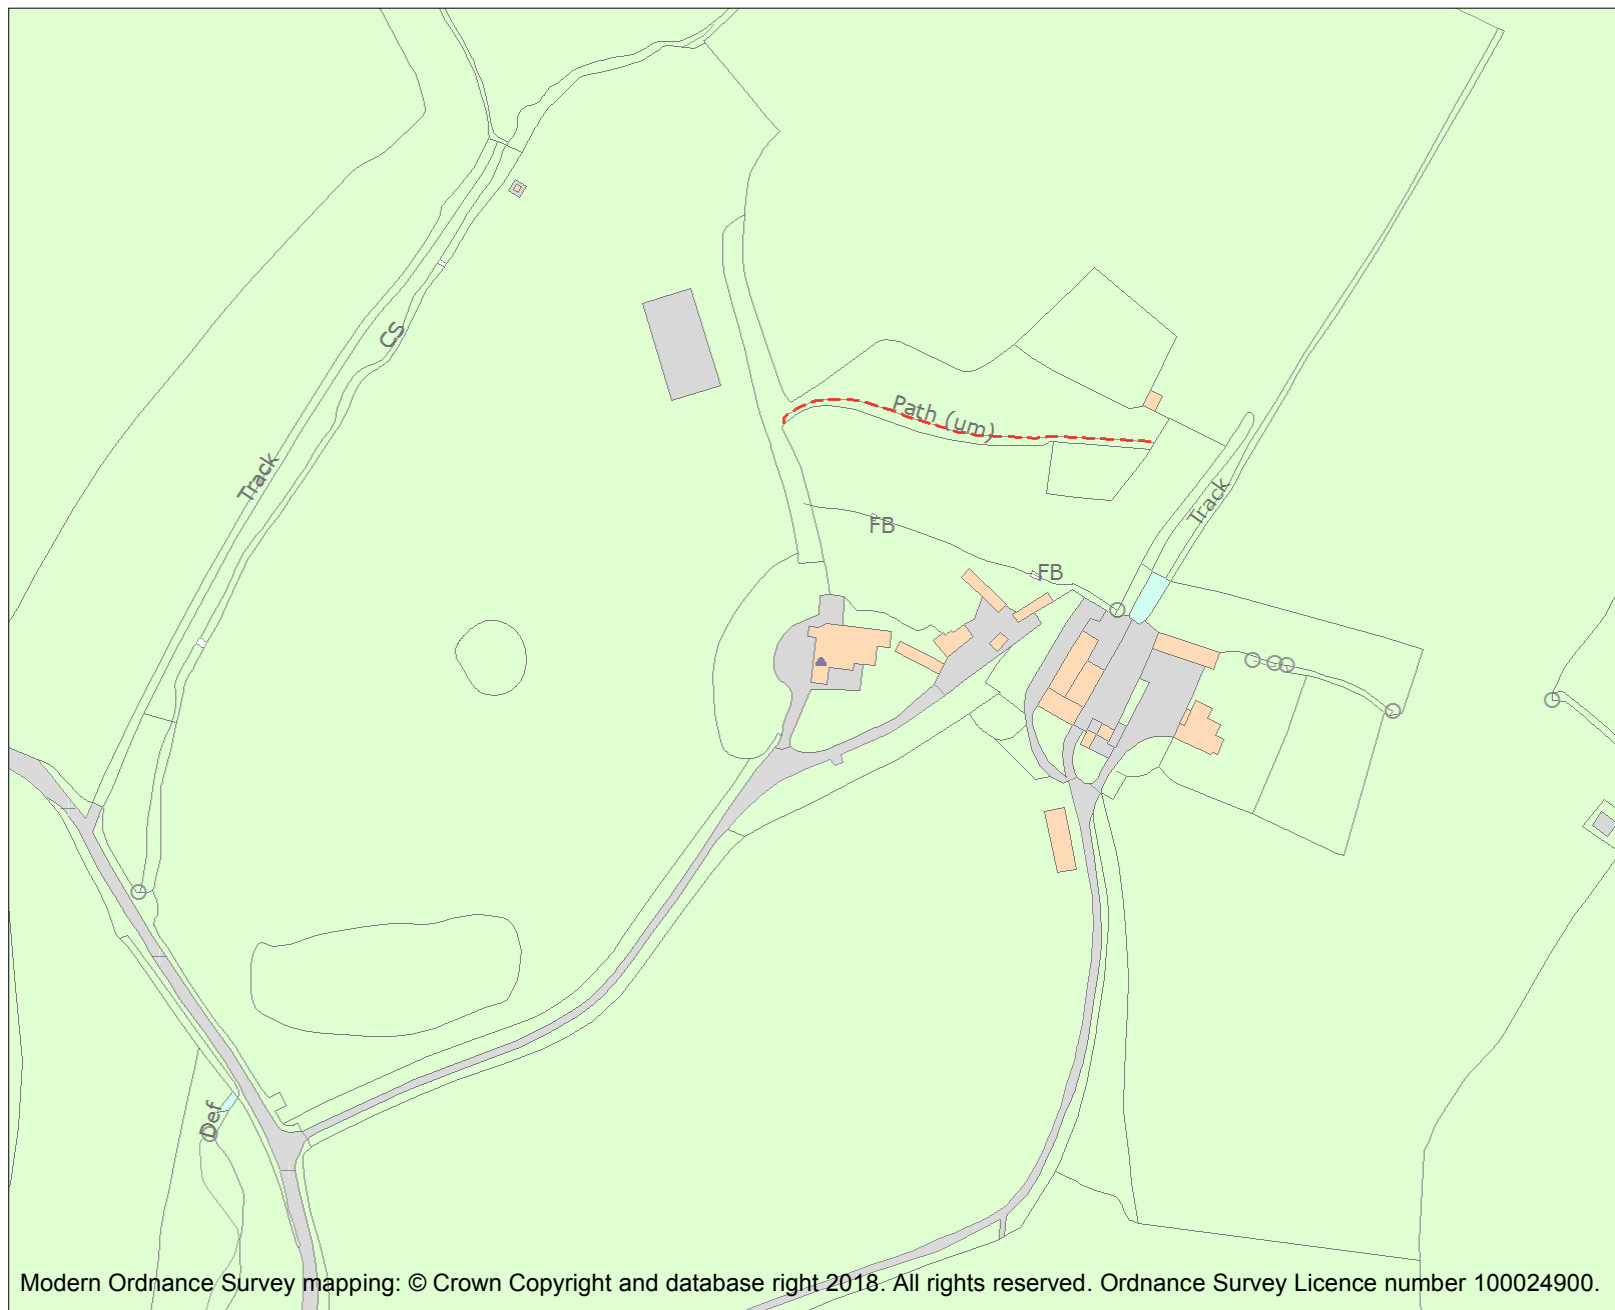 CS
Path (um)
Track
Track
FB
FB
Def
Modern Ordnance Survey mapping: © Crown Copyright and database right 2018. All rights reserved. Ordnance Survey Licence number 100024900.